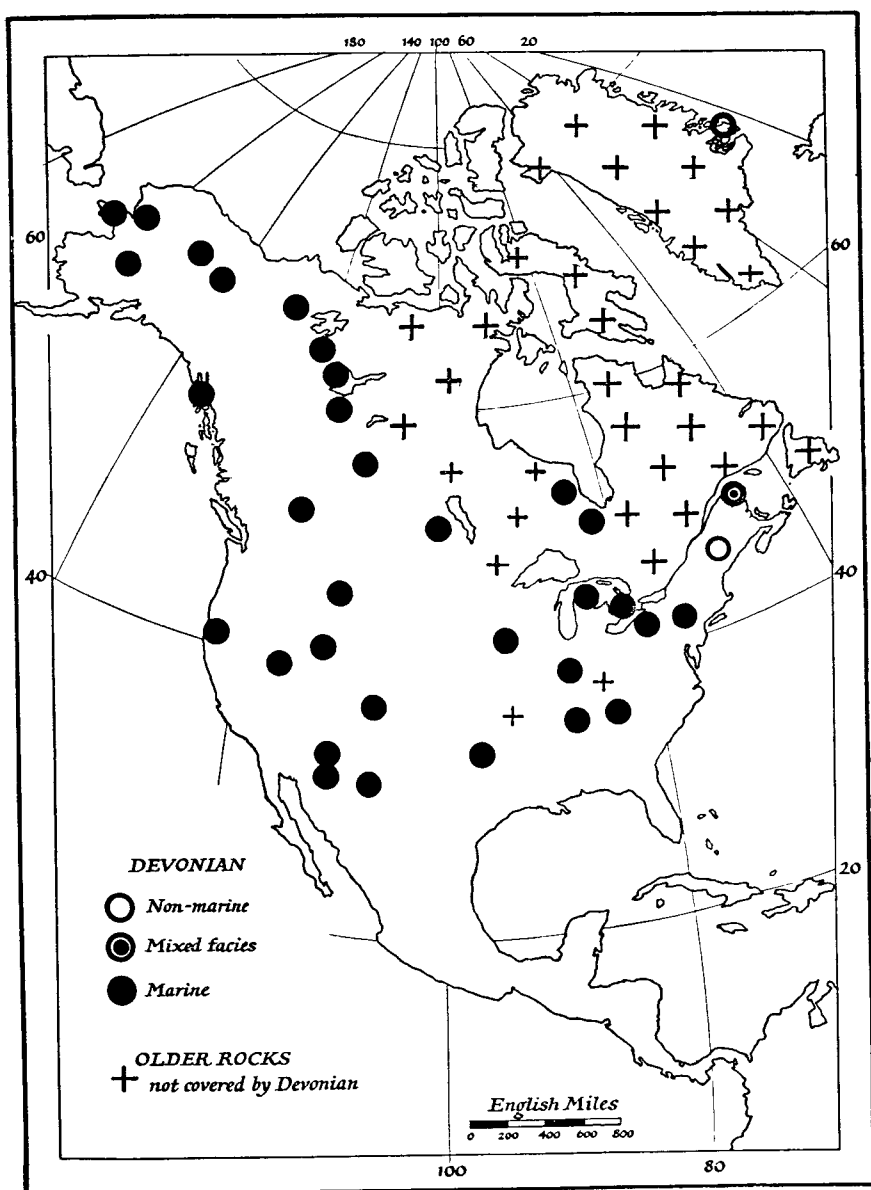 180 140 100 60 20
60
60
40
40
20
DEVONIAN
Non-marine
Mixed facies
Marine
OLDER ROCKS
not covered by Devonian
English Miles
0 200 400 600 800
100 80